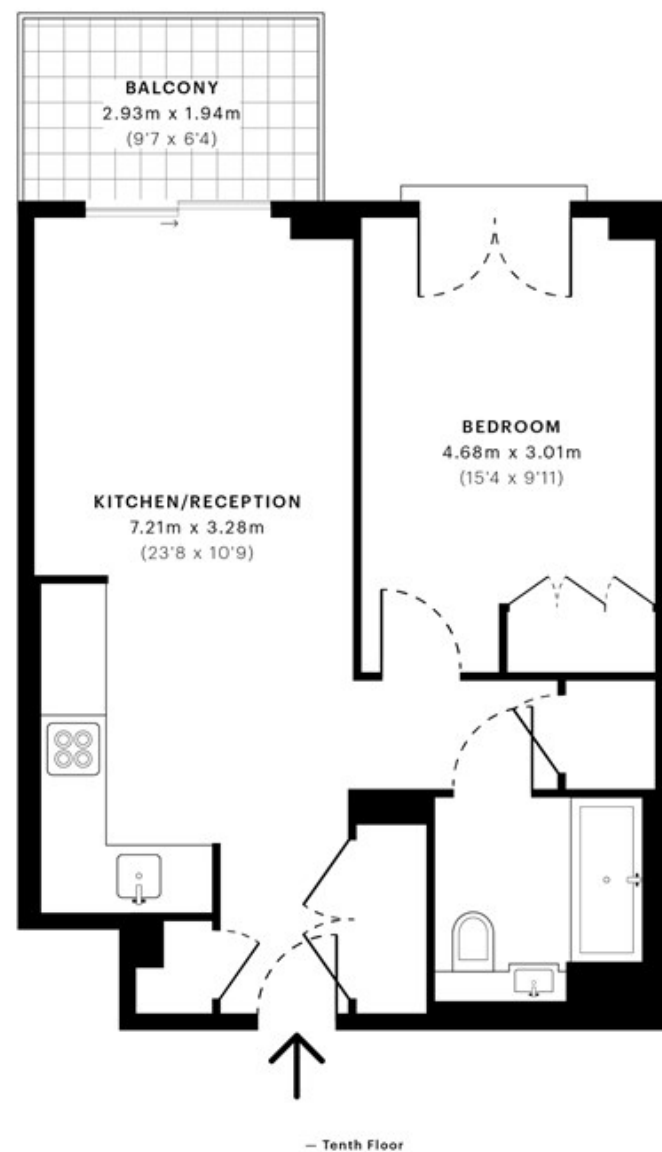 BALCONY
2.93m x 1.94m
(9'7 x 6'4)
BEDROOM
4.68m x 3.01m
(15'4 x 9'11)
KITCHEN/RECEPTION
7.21m x 3.28m
(23'8 x 10'9)
— Tenth Floor